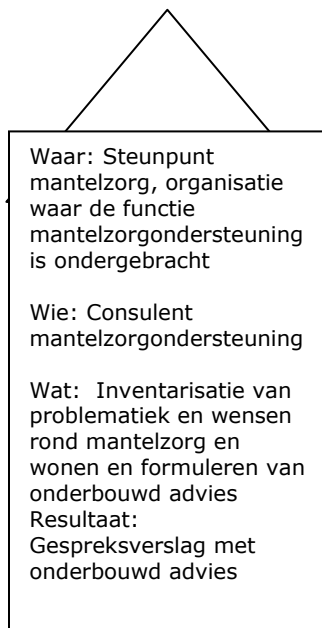 Waar: Steunpunt
mantelzorg, organisatie
waar de functie
mantelzorgondersteuning
is ondergebracht
Wie: Consulent
mantelzorgondersteuning
Wat:  Inventarisatie van
problematiek en wensen
rond mantelzorg en
wonen en formuleren van
onderbouwd advies
Resultaat:
Gespreksverslag met
onderbouwd advies